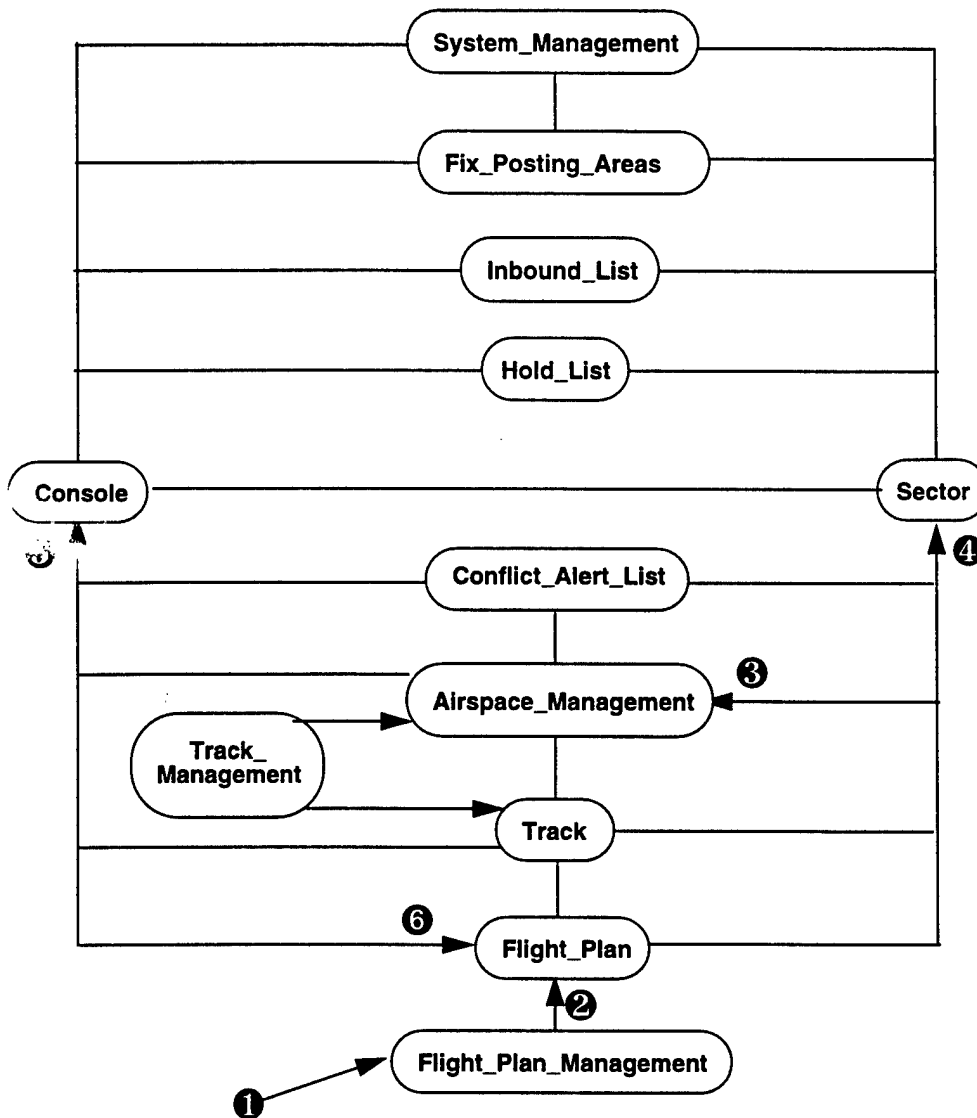 System_Management
Fix_Posting_Areas
Inbound_List
Hold_List
Console
Sector
4
Conflict_Alert_List
3
Airspace_Management
Track_
Management
Track
6
Flight_Plan
2
Flight_Plan_Management
1